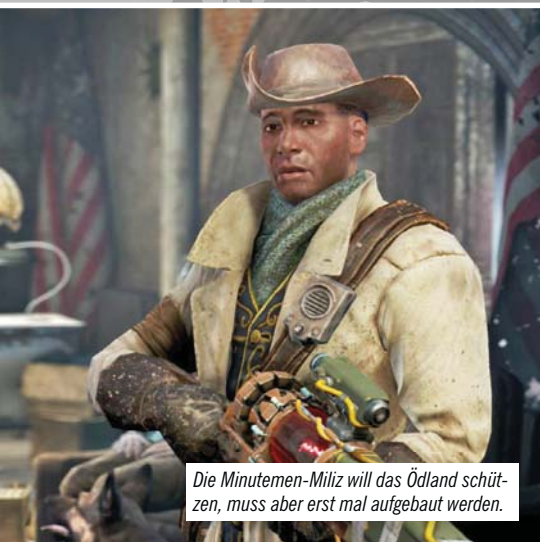 Die Minutemen-Miliz will das Ödland schüt-
zen, muss aber erst mal aufgebaut werden.